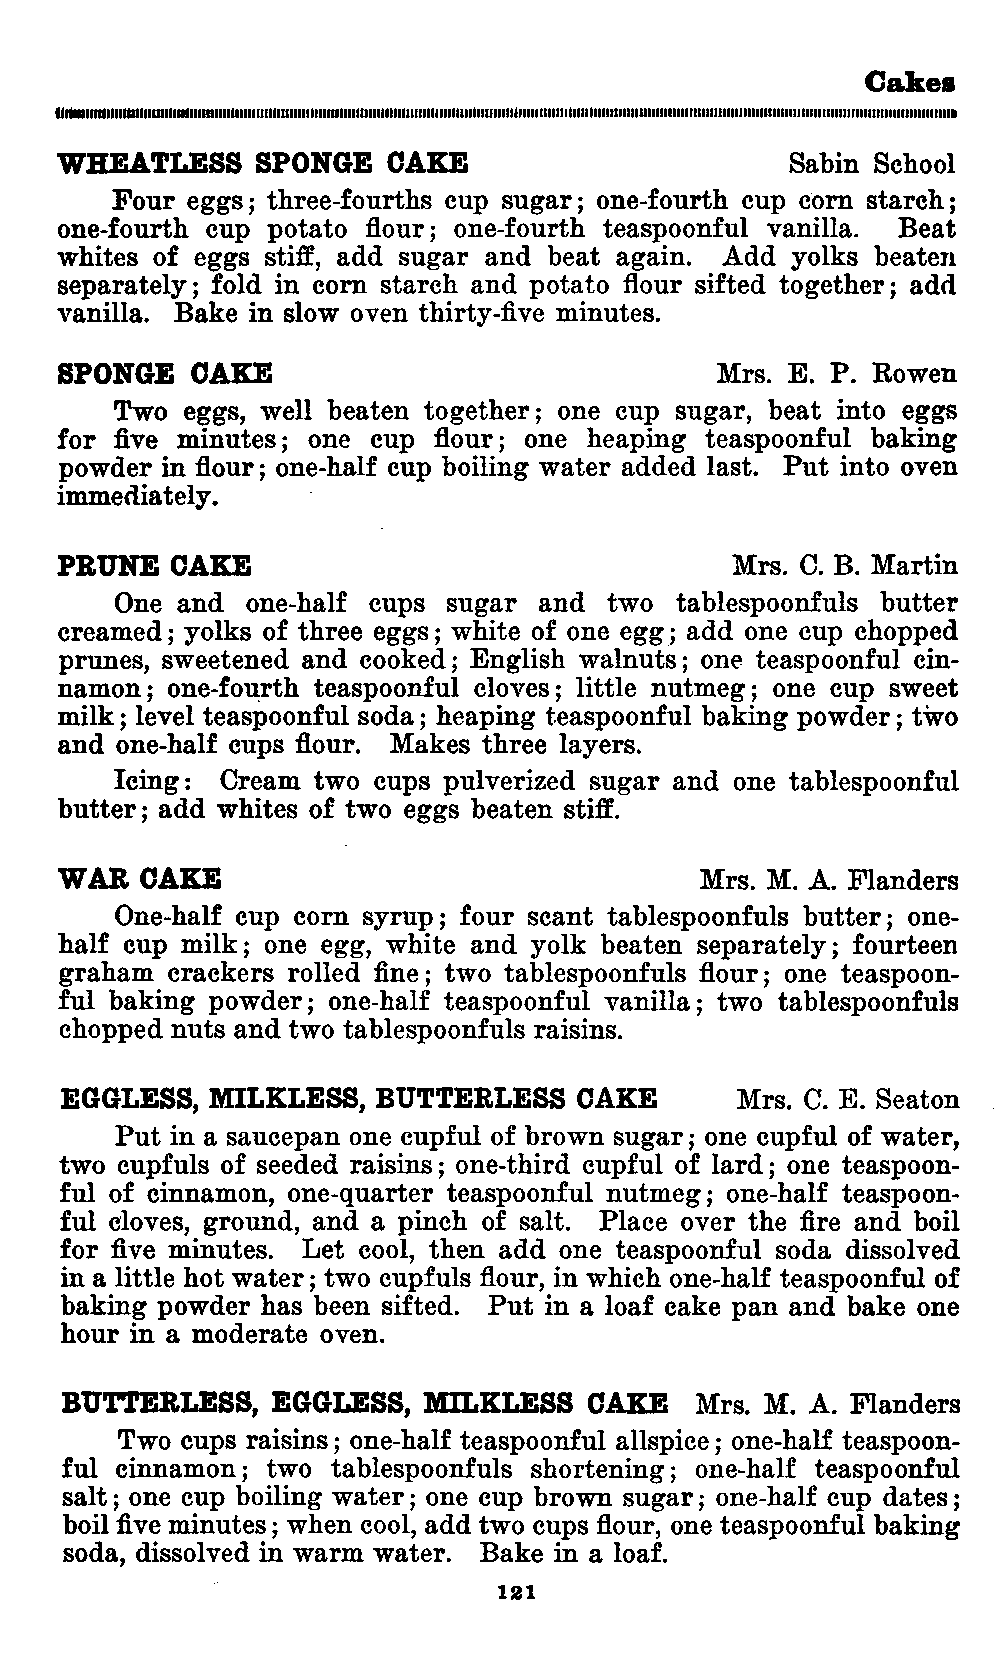 Cakes
WHEATLESS SPONGE CAKE Sabin School
Four eggs; three-fourths cup sugar; one-fourth cup corn starch;
one-fourth cup potato flour; one-fourth teaspoonful vanilla. Beat
whites of eggs stiff, add sugar and beat again. Add yolks beaten
separately; fold in corn starch and potato flour sifted together; add
vanilla. Bake in slow oven thirty-five minutes.
SPONGE CAKE Mrs. E. P. Rowen
Two eggs, well beaten together; one cup sugar, beat into eggs
for five minutes; one cup flour; one heaping teaspoonful baking
powder in flour; one-half cup boiling water added last. Put into oven
immediately.
PRUNE CAKE Mrs. C. B. Martin
One and one-half cups sugar and two tablespoonfuls butter
creamed; yolks of three eggs; white of one egg; add one cup chopped
prunes, sweetened and cooked; English walnuts; one teaspoonful cin-
namon; one-fourth teaspoonful cloves; little nutmeg; one cup sweet
milk; level teaspoonful soda; heaping teaspoonful baking powder; two
and one-half cups flour. Makes three layers.
Icing: Cream two cups pulverized sugar and one tablespoonful
butter; add whites of two eggs beaten stiff.
WAR CAKE Mrs. M. A. Flanders
One-half cup corn syrup; four scant tablespoonfuls butter; one-
half cup milk; one egg, white and yolk beaten separately; fourteen
graham crackers rolled fine; two tablespoonfuls flour; one teaspoon-
ful baking powder; one-half teaspoonful vanilla; two tablespoonfuls
chopped nuts and two tablespoonfuls raisins.
EGGLESS, MILKLESS, BUTTERLESS CAKE Mrs. C. E. Seaton
Put in a saucepan one cupful of brown sugar; one cupful of water,
two cupfuls of seeded raisins; one-third cupful of lard; one teaspoon-
ful of cinnamon, one-quarter teaspoonful nutmeg; one-half teaspoon-
ful cloves, ground, and a pinch of salt. Place over the fire and boil
for five minutes. Let cool, then add one teaspoonful soda dissolved
in a little hot water; two cupfuls flour, in which one-half teaspoonful of
baking powder has been sifted. Put in a loaf cake pan and bake one
hour in a moderate oven.
BUTTERLESS, EGGLESS, MILKLESS CAKE Mrs. M. A. Flanders
Two cups raisins; one-half teaspoonful allspice; one-half teaspoon-
ful cinnamon; two tablespoonfuls shortening; one-half teaspoonful
salt; one cup boiling water; one cup brown sugar; one-half cup dates;
boil five minutes; when cool, add two cups flour, one teaspoonful baking
soda, dissolved in warm water. Bake in a loaf.
121